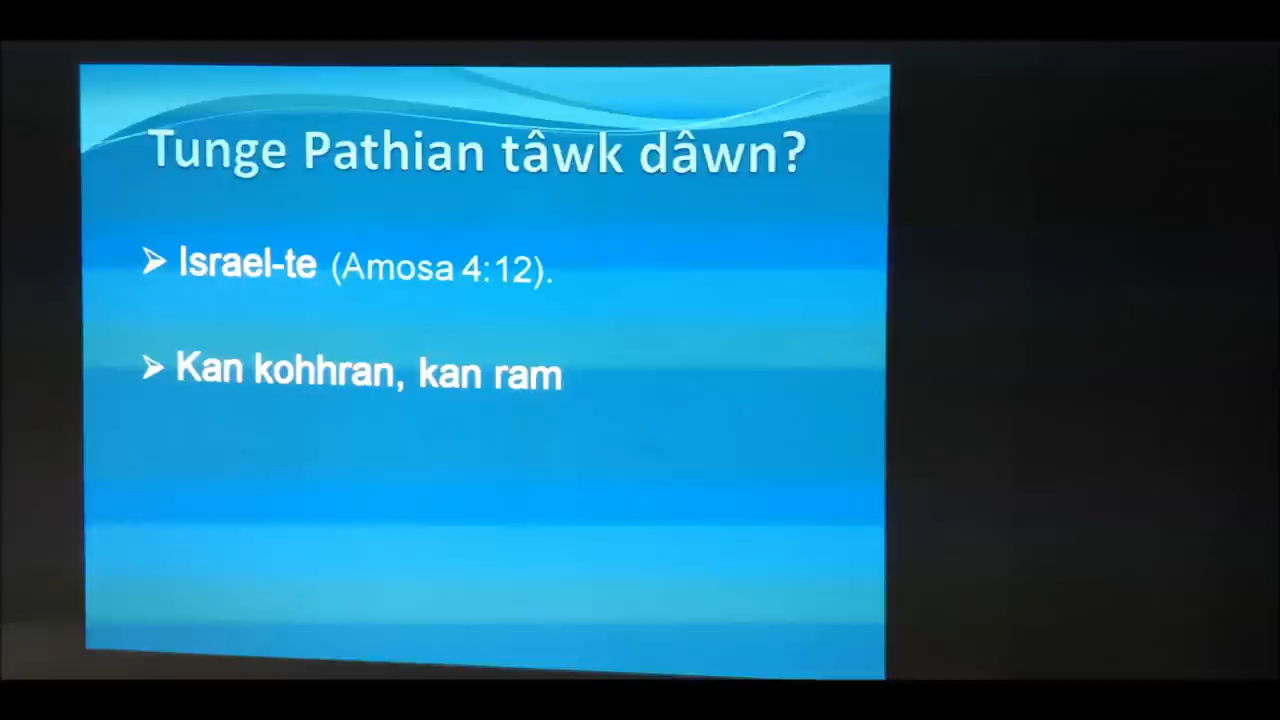 Tunge Pathian tâwk dâwn?
➢ Israel-te (Amosa 4:12).
➢ Kan kohhran, kan ram